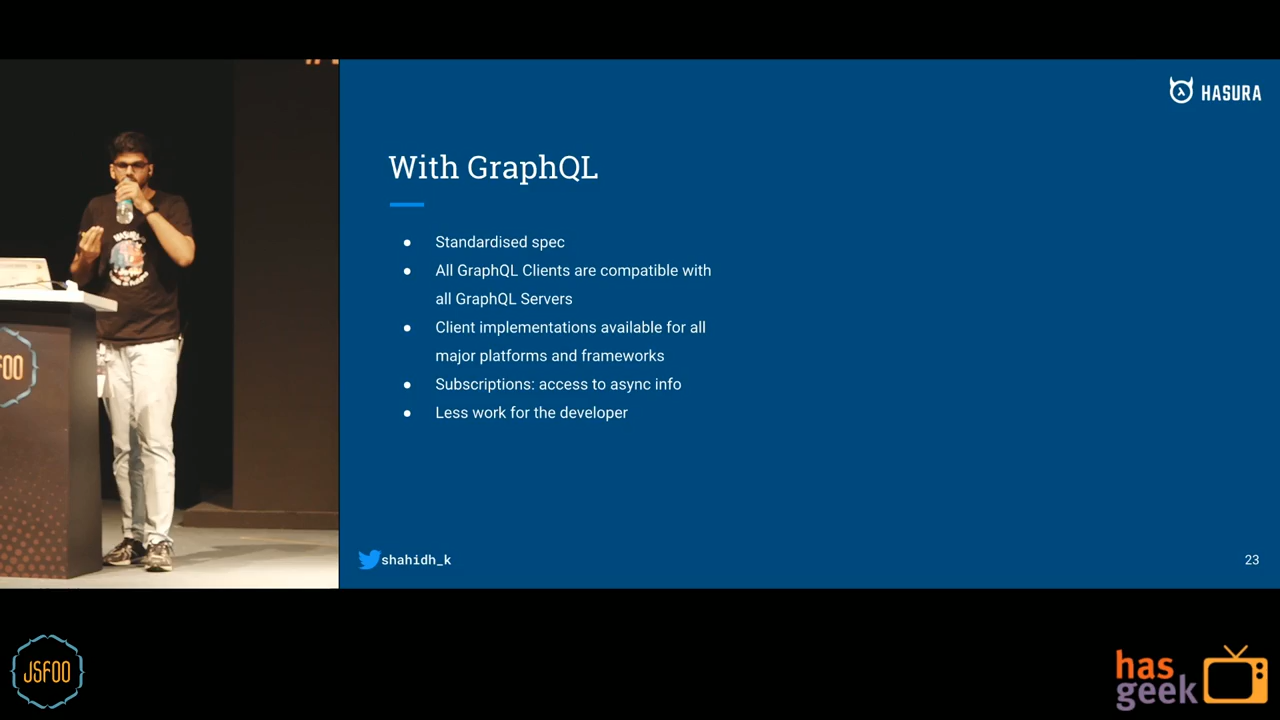 HASURA
With GraphQL
● Standardised spec
● All GraphQL Clients are compatible with
all GraphQL Servers
● Client implementations available for all
major platforms and frameworks
● Subscriptions: access to async info
● Less work for the developer
shahidh_k
23
JSFOO
has
geek